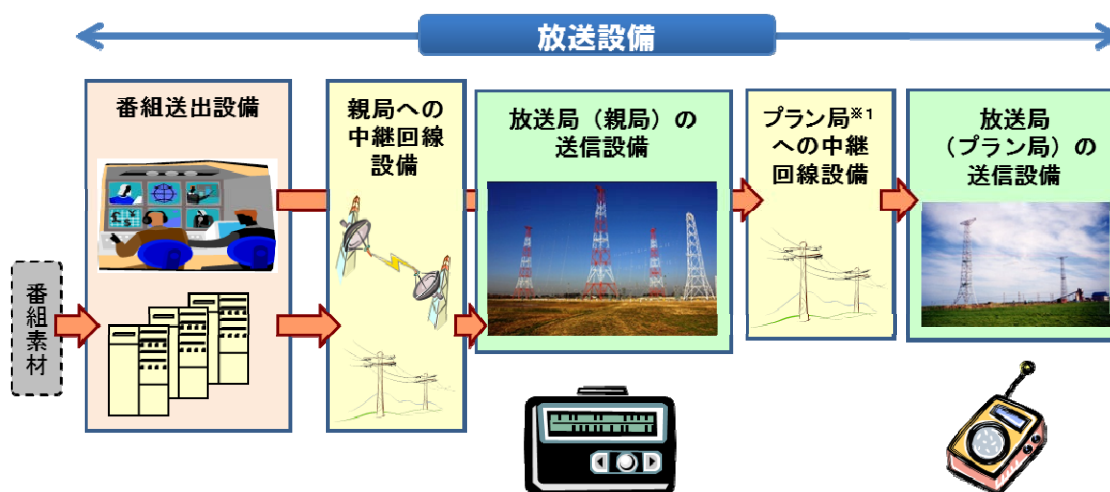 放送設備
番組送出設備
親局への
中継回線
設備
放送局（親局）の
送信設備
プラン局※1
への中継
回線設備
放送局
（プラン局）の
送信設備
番組素材